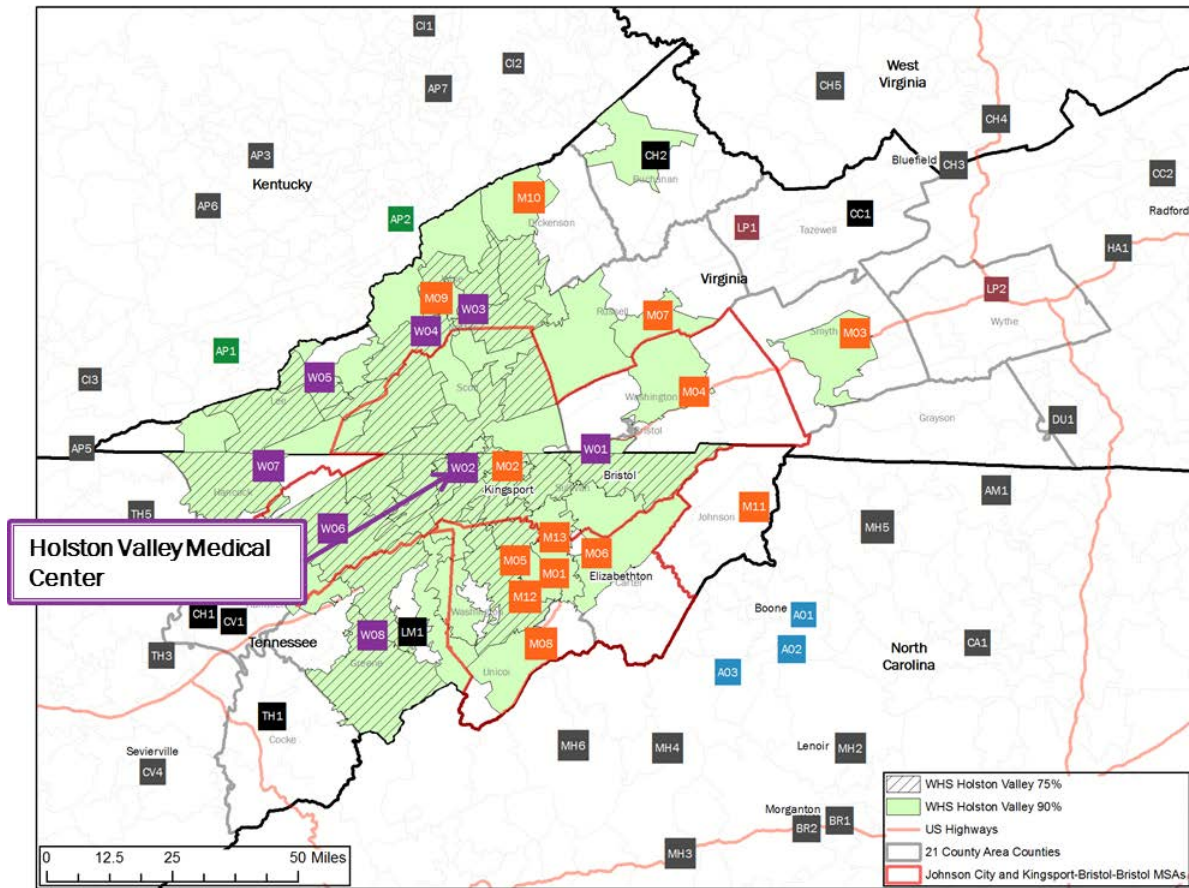 CI1
CI2
AP7
West
Virginia
CH5
CH4
AP3
Kentucky
CH2
Buchanan
Bluefield
CH3
CC2
AP6
AP2
M10
Dickenson
LP1
CC1
Tazewell
Radford
HA1
Virginia
Wise
M09
W03
W04
Russell
M07
LP2
Wythe
Smyth
M03
AP1
W05
CI3
Lee
Scott
Washington
M04
Grayson
DU1
Bristol
AP5
W07
Hancock
W02
M02
Kingsport
W01
Bristol
Sullivan
AM1
TH5
W06
Johnson
M11
MH5
Holston Valley Medical
Center
M13
M05
M01
M06
Elizabethton
Carter
M12
Washington
CH1
CV1
Tennessee
W08
Greene
LM1
M08
Unicoi
Boone
AO1
AO2
AO3
North
Carolina
CA1
TH3
TH1
Cocke
Sevierville
CV4
MH6
MH4
Lenoir
MH2
Morganton
BR2
BR1
MH3
0 12.5 25 50 Miles
WHS Holston Valley 75%
WHS Holston Valley 90%
US Highways
21 County Area Counties
Johnson City and Kingsport-Bristol-Bristol MSAs